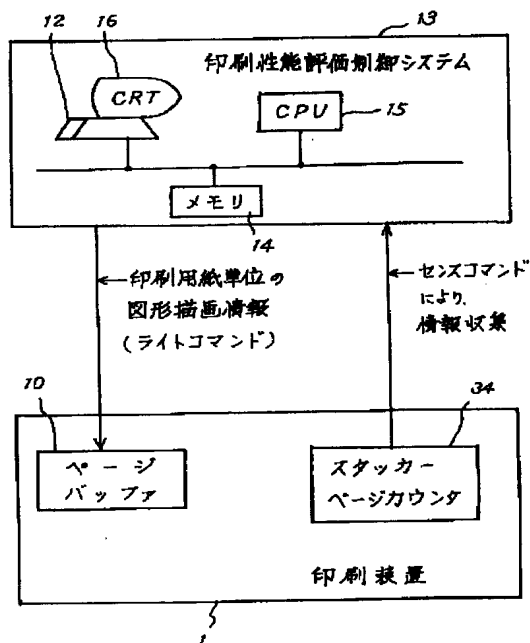 12
16
13
印刷性能評価制御システム
CRT
CPU
15
メモリ
14
印刷用紙単位の
図形描画情報
(ライトコマンド)
センスコマンド
により、
情報収集
10
34
ページ
バッファ
スタッカー
ページカウンタ
印刷装置
1